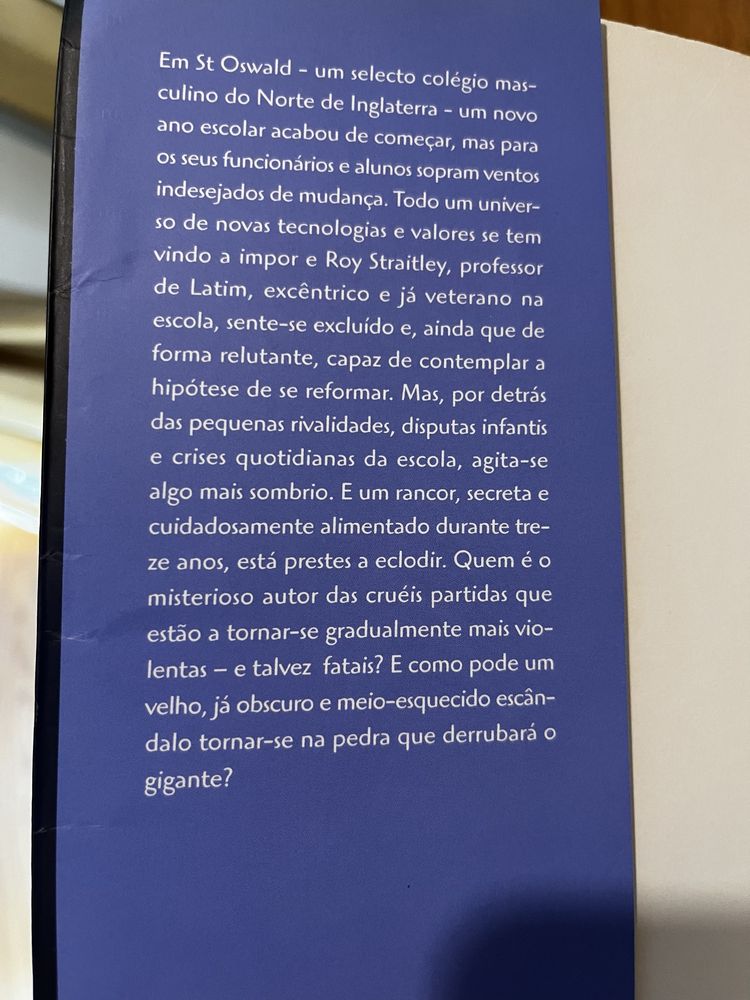 Em St Oswald - um selecto colégio mas-
culino do Norte de Inglaterra - um novo
ano escolar acabou de começar, mas para
os seus funcionários e alunos sopram ventos
indesejados de mudança. Todo um univer-
so de novas tecnologias e valores se tem
vindo a impor e Roy Straitley, professor
de Latim, excêntrico e já veterano na
escola, sente-se excluído e, ainda que de
forma relutante, capaz de contemplar a
hipótese de se reformar. Mas, por detrás
das pequenas rivalidades, disputas infantis
e crises quotidianas da escola, agita-se
algo mais sombrio. E um rancor, secreta e
cuidadosamente alimentado durante tre-
ze anos, está prestes a eclodir. Quem é o
misterioso autor das cruéis partidas que
estão a tornar-se gradualmente mais vio-
lentas – e talvez fatais? E como pode um
velho, já obscuro e meio-esquecido escân-
dalo tornar-se na pedra que derrubará o
gigante?